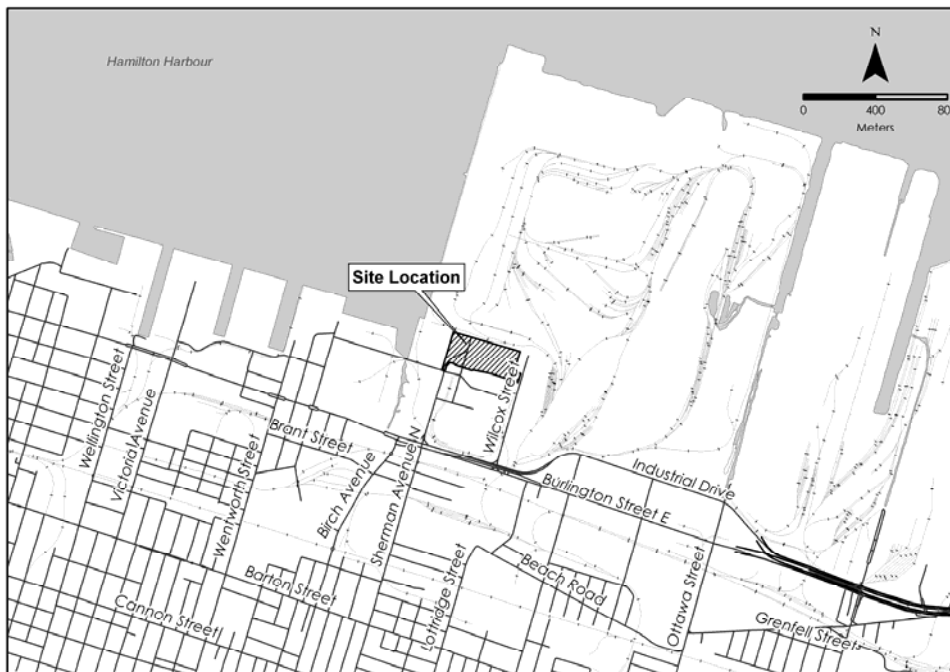 Hamilton Harbour
N
0 400 80
Meters
Site Location
Wellington Street
Victoria Avenue
Wentworth Street
Brant Street
Birch Avenue
Sherman Avenue N
Wilcox Street
Industrial Drive
Burlington Street E
Barton Street
Cannon Street
Lottridge Street
Beach Road
Ottawa Street
Grenfell Street